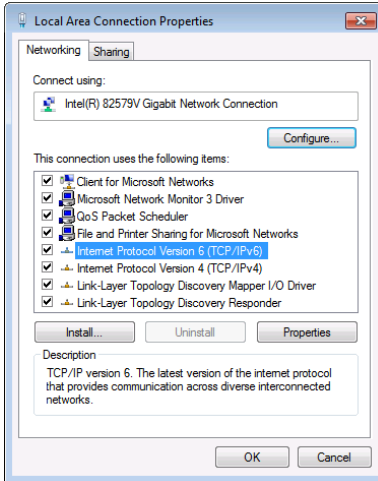 Local Area Connection Properties
Networking
Sharing
Connect using:
Intel(R) 82579V Gigabit Network Connection
Configure...
This connection uses the following items:
Client for Microsoft Networks
Microsoft Network Monitor 3 Driver
QoS Packet Scheduler
File and Printer Sharing for Microsoft Networks
Internet Protocol Version 6 (TCP/IPv6)
Internet Protocol Version 4 (TCP/IPv4)
Link-Layer Topology Discovery Mapper I/O Driver
Link-Layer Topology Discovery Responder
Install...
Uninstall
Properties
Description
TCP/IP version 6. The latest version of the internet protocol
that provides communication across diverse interconnected
networks.
OK
Cancel